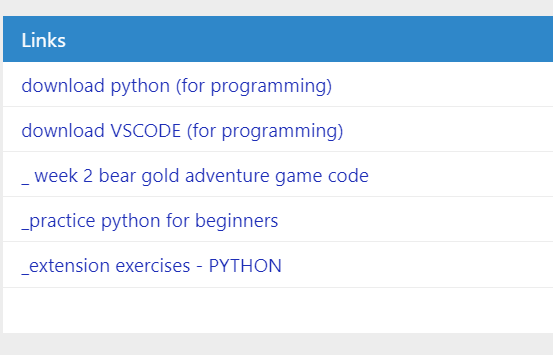 Links
download python (for programming)
download VSCODE (for programming)
_ week 2 bear gold adventure game code
_practice python for beginners
_extension exercises - PYTHON